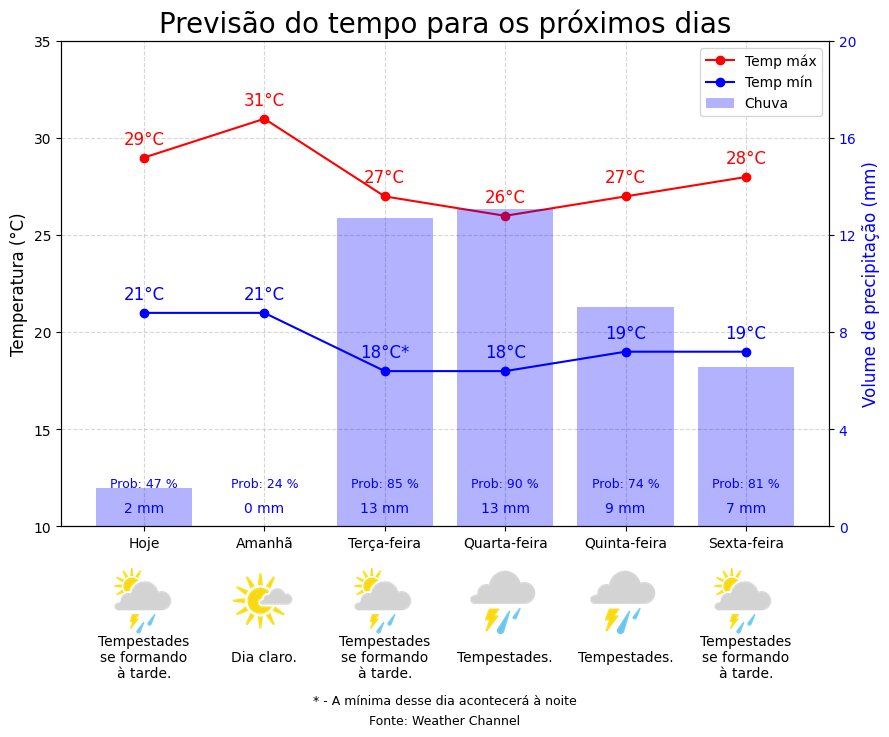 Previsão do tempo para os próximos dias
Temperatura (°C)
35
30
25
20
15
10
20
16
12
8
4
0
Volume de precipitação (mm)
Temp máx
Temp mín
Chuva
29°C
31°C
27°C
26°C
27°C
28°C
21°C
21°C
18°C*
18°C
19°C
19°C
Prob: 47 %
Prob: 24 %
Prob: 85 %
Prob: 90 %
Prob: 74 %
Prob: 81 %
2 mm
0 mm
13 mm
13 mm
9 mm
7 mm
Hoje
Amanhã
Terça-feira
Quarta-feira
Quinta-feira
Sexta-feira
Tempestades
se formando
à tarde.
Dia claro.
Tempestades
se formando
à tarde.
Tempestades.
Tempestades.
Tempestades
se formando
à tarde.
* - A mínima desse dia acontecerá à noite
Fonte: Weather Channel